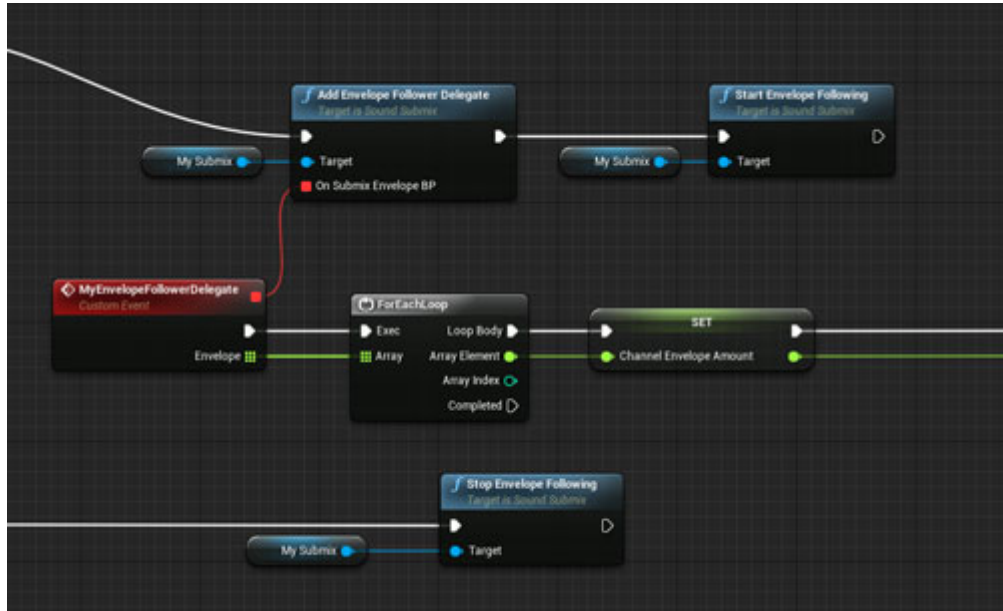 Add Envelope Follower Delegate
Target is Sound Submix
Start Envelope Following
Target is Sound Submix
My Submix
Target
My Submix
Target
On Submix Envelope BP
MyEnvelopeFollowerDelegate
Custom Event
Envelope
ForEachLoop
Exec
Loop Body
Array
Array Element
Array Index
Completed
SET
Channel Envelope Amount
Stop Envelope Following
Target is Sound Submix
My Submix
Target